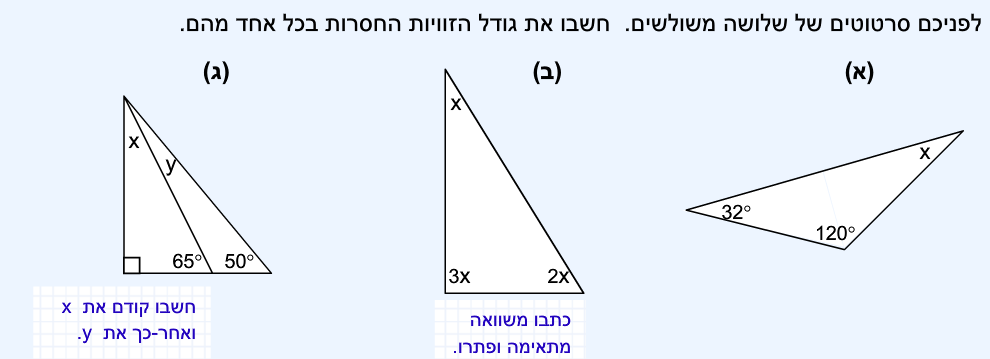 לפניכם סרטוטים של שלושה משולשים. חשבו את גודל הזוויות החסרות בכל אחד מהם.
(א)
x
32°
120°
(ב)
x
3x
2x
כתבו משוואה
מתאימה ופתרו.
(ג)
x
y
65°
50°
חשבו קודם את x
ואחר-כך את y.